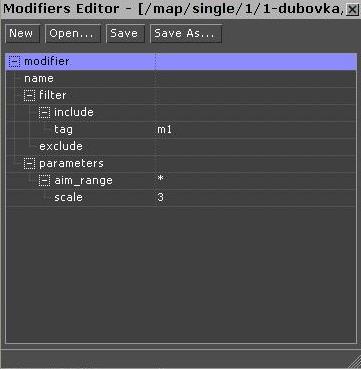 Modifiers Editor - [/map/single/1/1-dubovka,
New Open... Save Save As...
modifier
name
filter
include
tag m1
exclude
parameters
aim_range *
scale 3